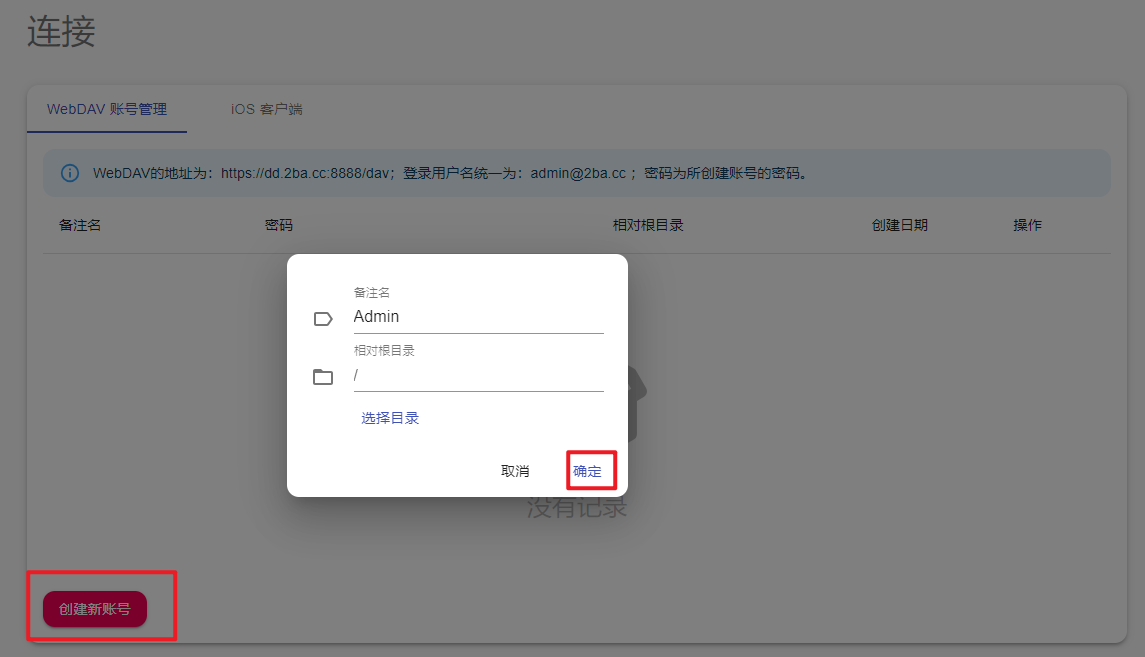 连接
WebDAV 账号管理
iOS 客户端
WebDAV的地址为：https://dd.2ba.cc:8888/dav；登录用户名统一为：admin@2ba.cc ；密码为所创建账号的密码。
备注名 密码 相对根目录 创建日期 操作
备注名
Admin
相对根目录
/
选择目录
取消 确定
没有记录
创建新账号